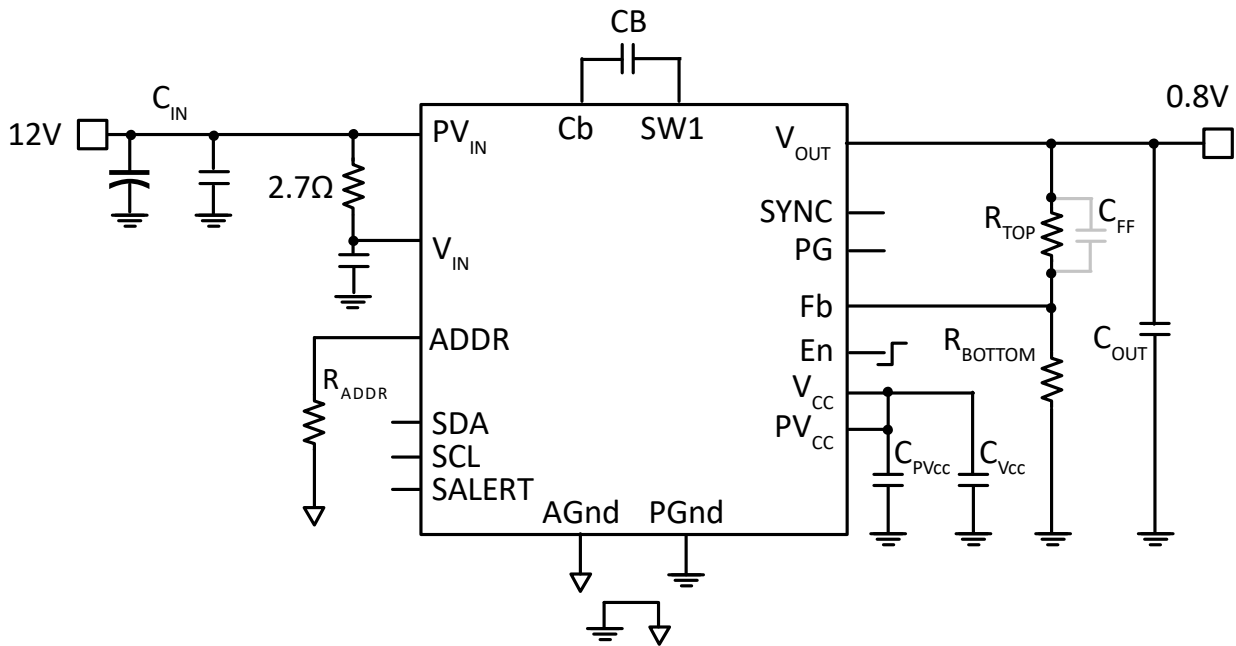 CB
C_IN
0.8V
12V
PV_IN
Cb
SW1
V_OUT
2.7Ω
SYNC
R_TOP
C_FF
PG
V_IN
Fb
ADDR
En
R_BOTTOM
C_OUT
R_ADDR
V_CC
SDA
PV_CC
SCL
C_PVcc
C_Vcc
SALERT
AGnd
PGnd